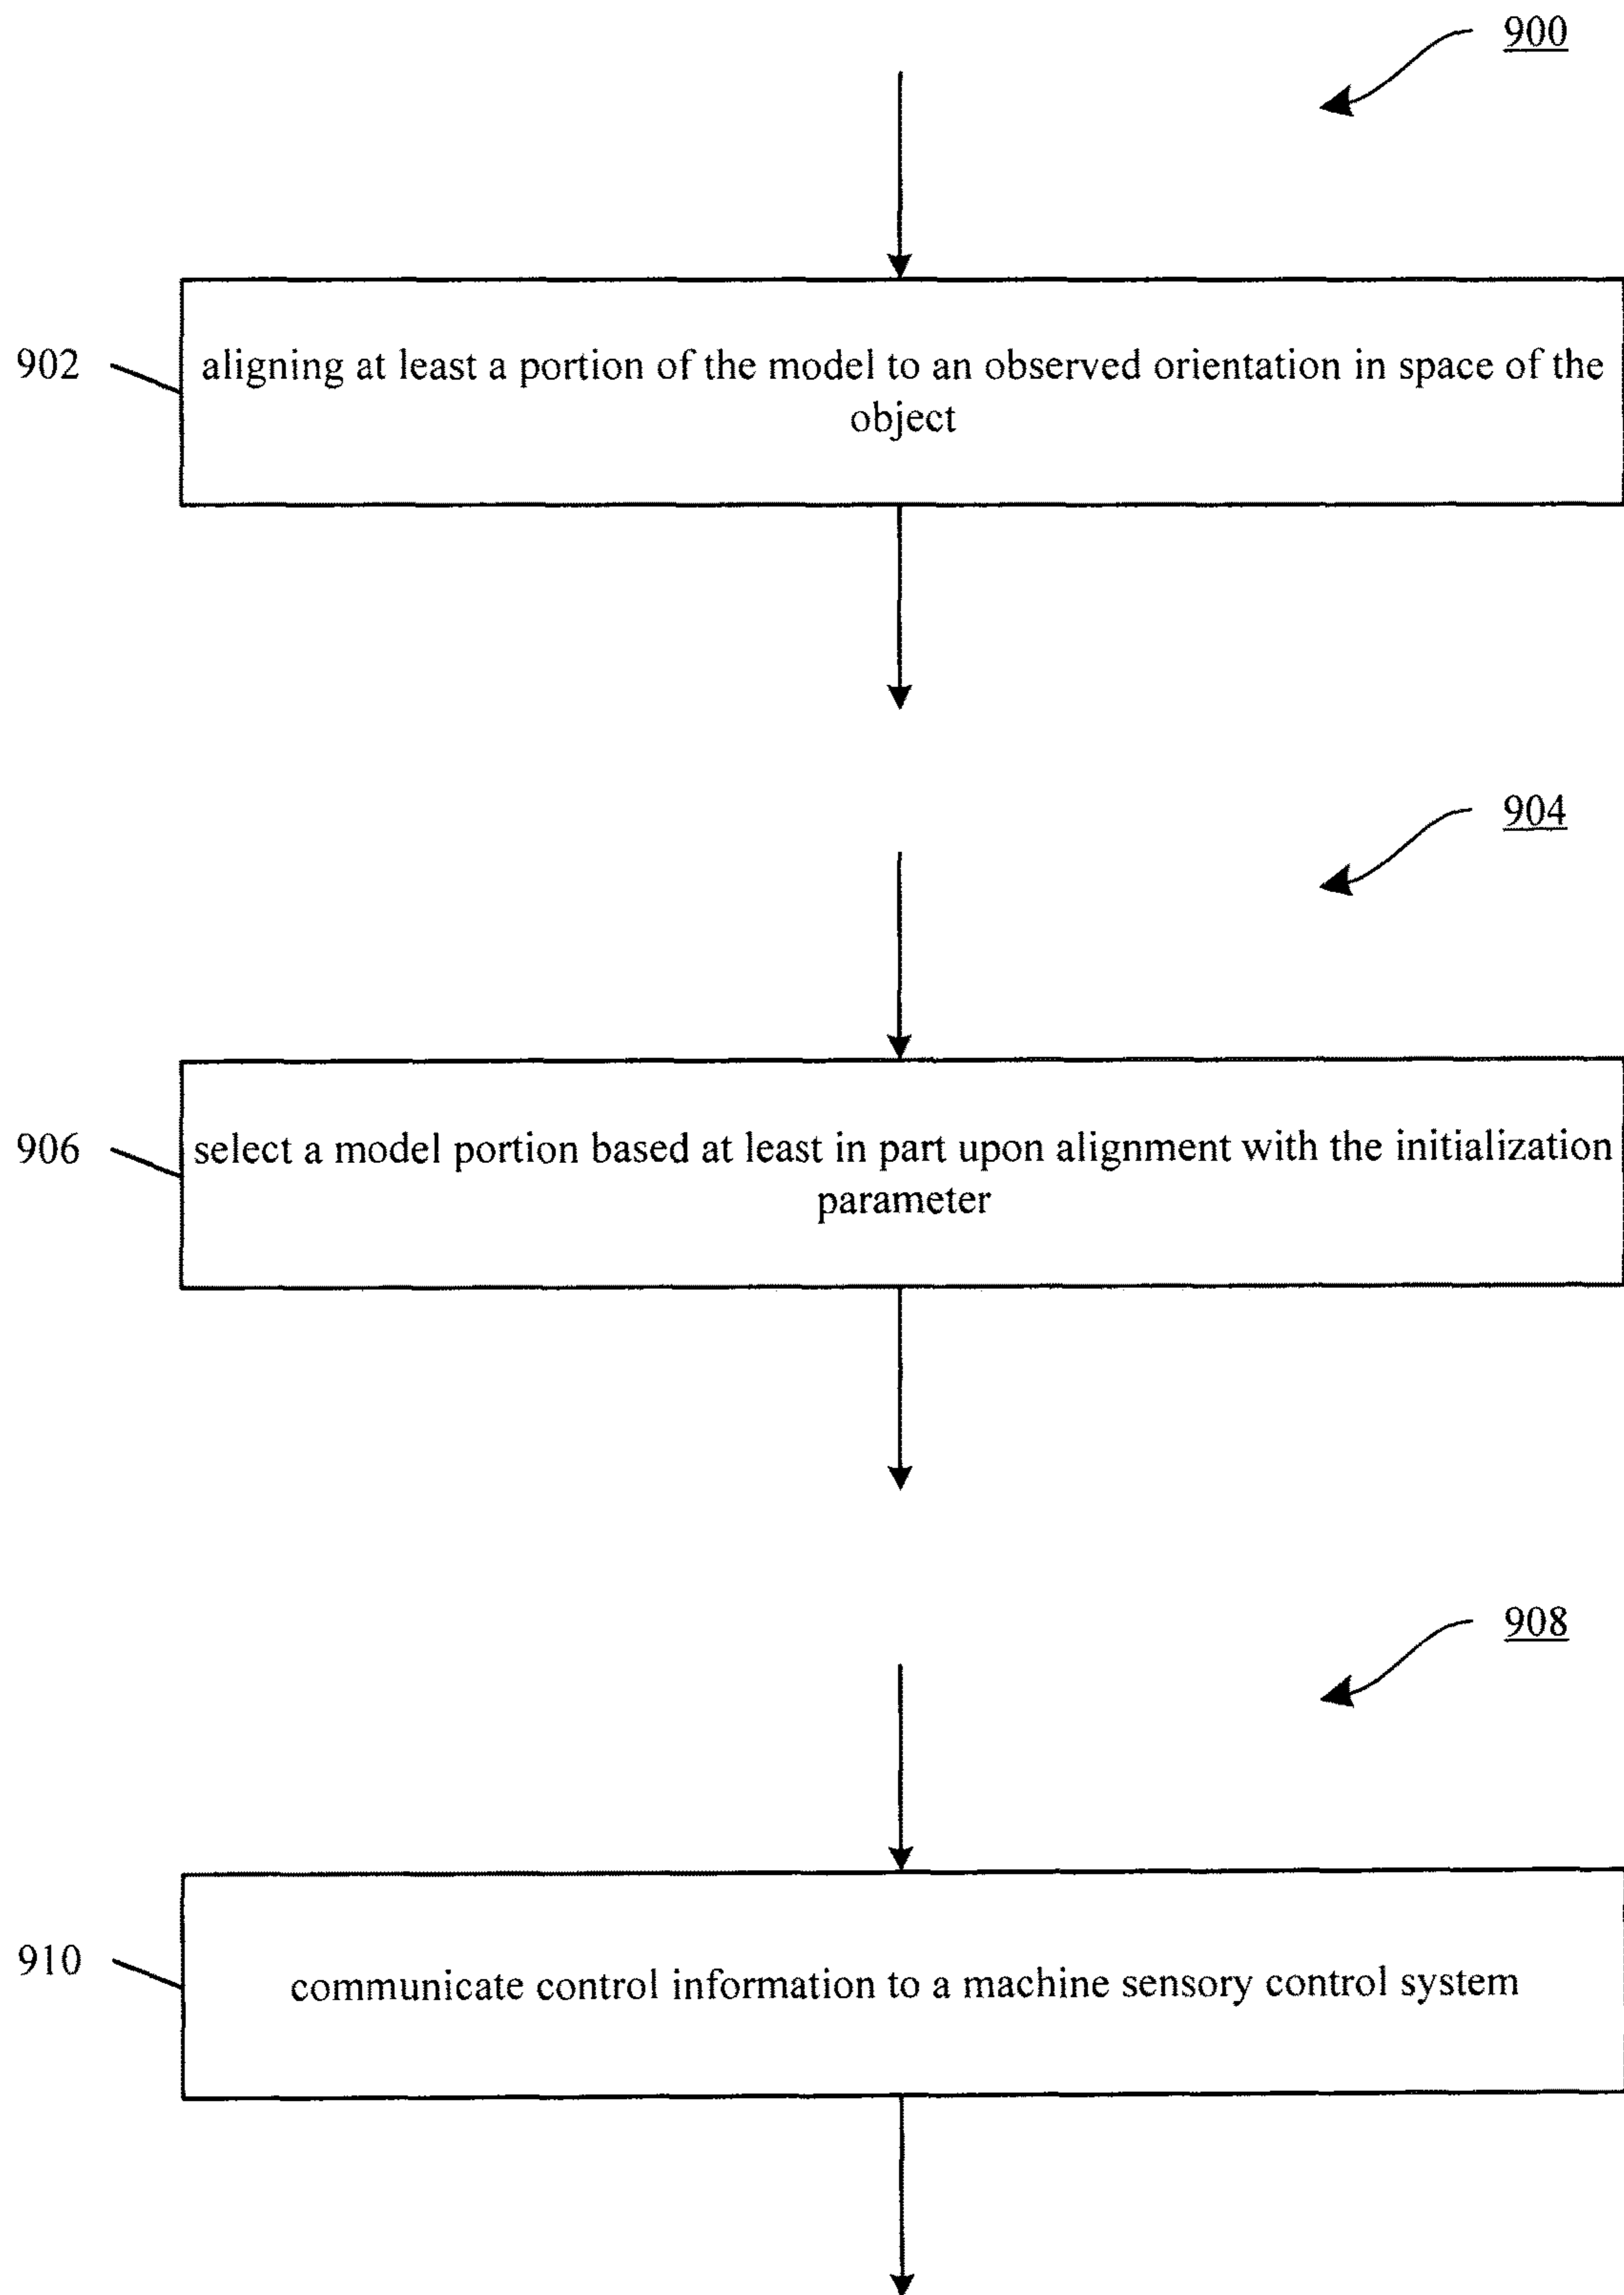 900
902
aligning at least a portion of the model to an observed orientation in space of the
object
904
906
select a model portion based at least in part upon alignment with the initialization
parameter
908
910
communicate control information to a machine sensory control system